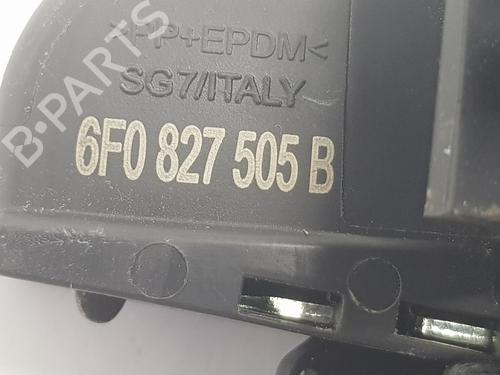 >PP+EPDM<
SG7/ITALY
6F0 827 505 B
B-PARTS